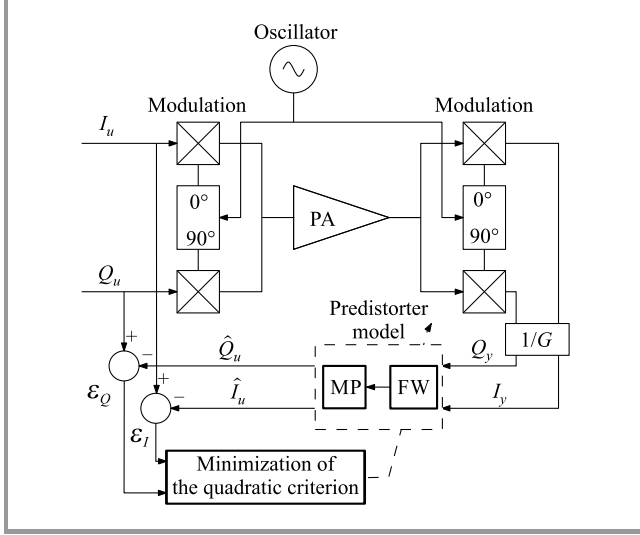 Oscillator
Modulation
Modulation
I_u
0°
90°
PA
0°
90°
Q_u
Predistorter
model
1/G
+
−
Q̂_u
Q_y
MP
FW
ε_Q
+
−
Î_u
I_y
ε_I
Minimization of
the quadratic criterion